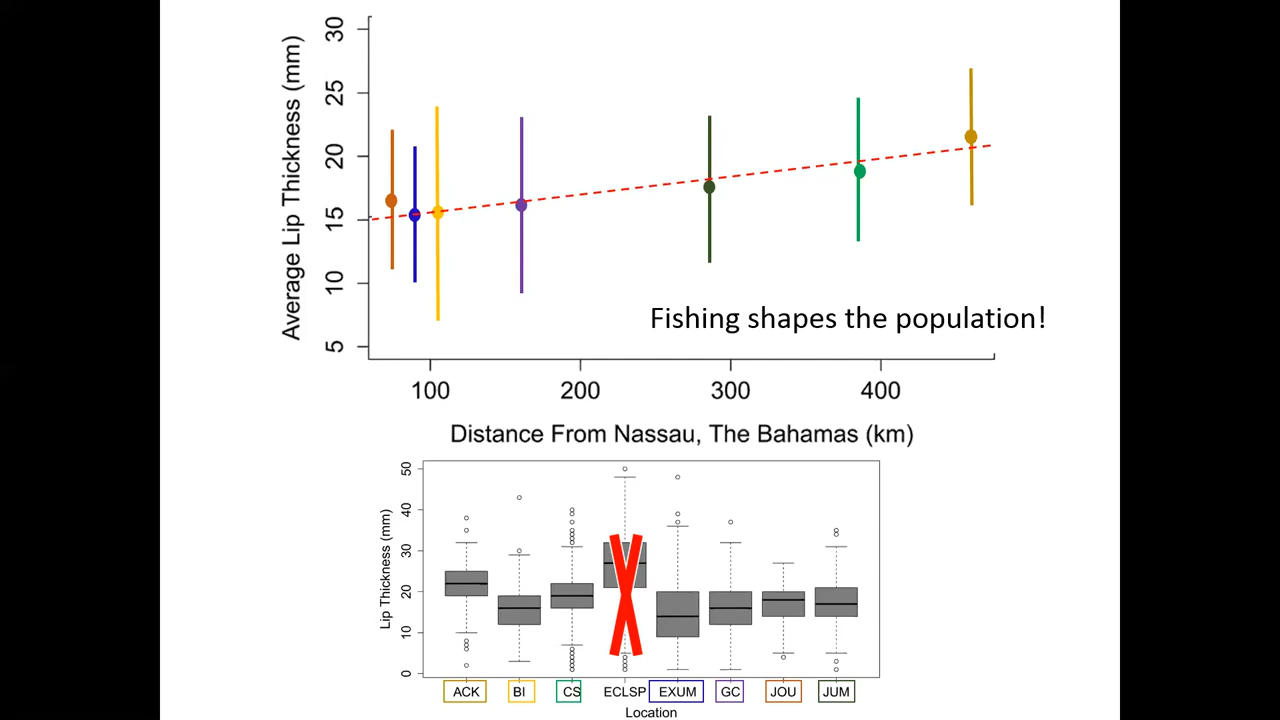 30
25
20
15
10
5
Average Lip Thickness (mm)
Fishing shapes the population!
100 200 300 400
Distance From Nassau, The Bahamas (km)
50
40
30
20
10
0
Lip Thickness (mm)
ACK BI CS ECLSP EXUM GC JOU JUM
Location